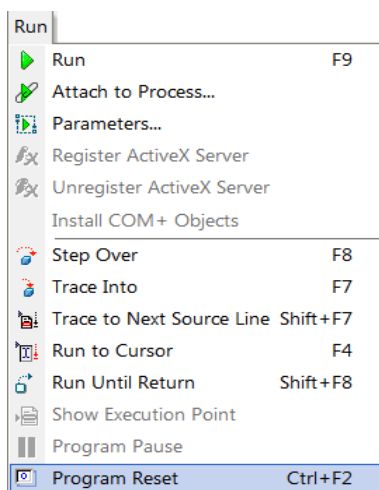 Run
Run F9
Attach to Process...
Parameters...
Register ActiveX Server
Unregister ActiveX Server
Install COM+ Objects
Step Over F8
Trace Into F7
Trace to Next Source Line Shift+F7
Run to Cursor F4
Run Until Return Shift+F8
Show Execution Point
Program Pause
Program Reset Ctrl+F2